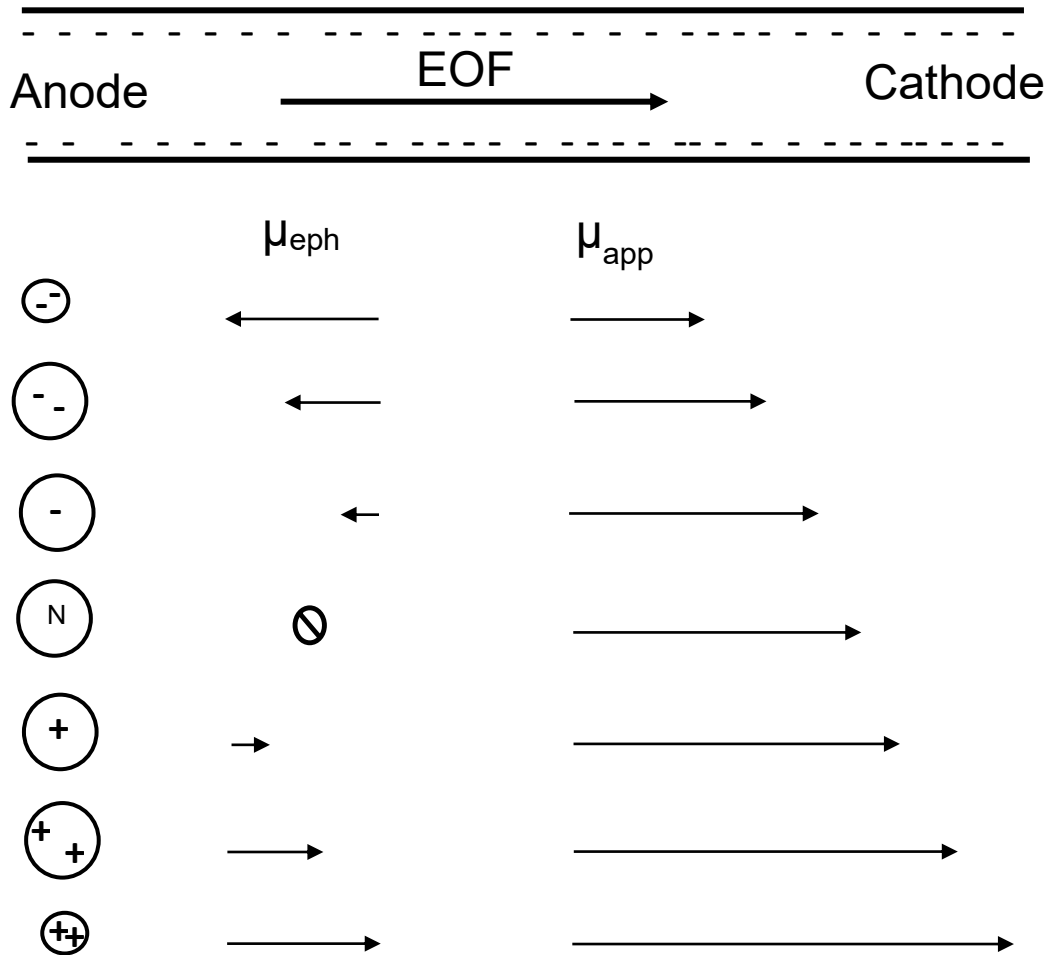 EOF
Anode Cathode
μeph μapp
- -
- -
-
N
+
+ +
++